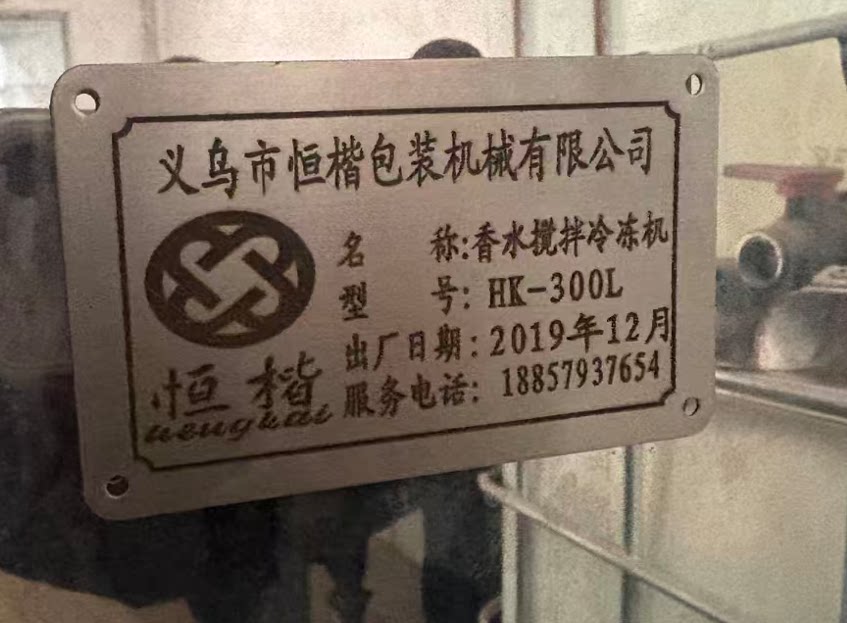 义乌市恒楷包装机械有限公司
名 称:香水搅拌冷冻机
型 号:HK-300L
出厂日期:2019年12月
服务电话:18857937654
恒楷
HENGKAI